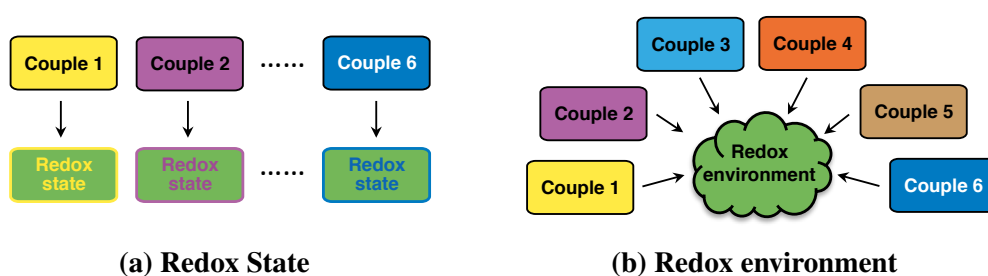 Couple 1
Couple 2
......
Couple 6
Redox
state
Redox
state
......
Redox
state
(a) Redox State
Couple 3
Couple 4
Couple 2
Couple 5
Redox
environment
Couple 1
Couple 6
(b) Redox environment